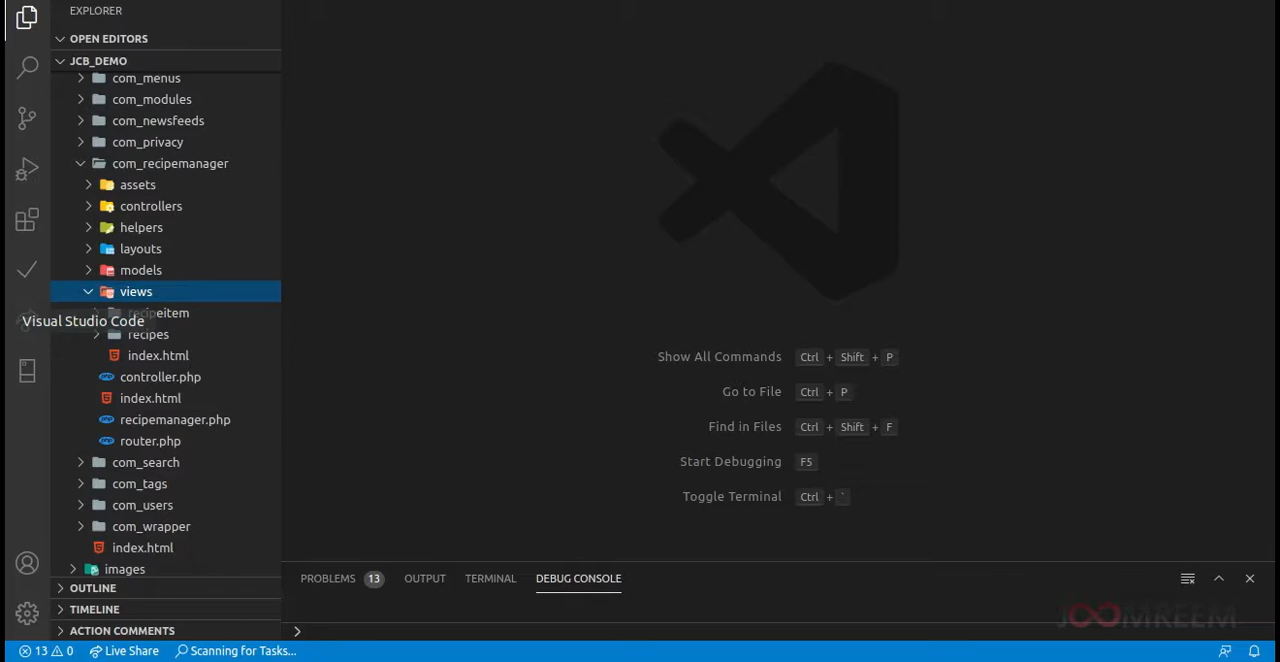 EXPLORER
OPEN EDITORS
JCB_DEMO
com_menus
com_modules
com_newsfeeds
com_privacy
com_recipemanager
assets
controllers
helpers
layouts
models
views
recipeitem
Visual Studio Code
recipes
index.html
controller.php
index.html
recipemanager.php
router.php
com_search
com_tags
com_users
com_wrapper
index.html
images
OUTLINE
TIMELINE
ACTION COMMENTS
Show All Commands Ctrl + Shift + P
Go to File Ctrl + P
Find in Files Ctrl + Shift + F
Start Debugging F5
Toggle Terminal Ctrl + `
PROBLEMS 13 OUTPUT TERMINAL DEBUG CONSOLE
JOOMREEM
13 0 Live Share Scanning for Tasks...